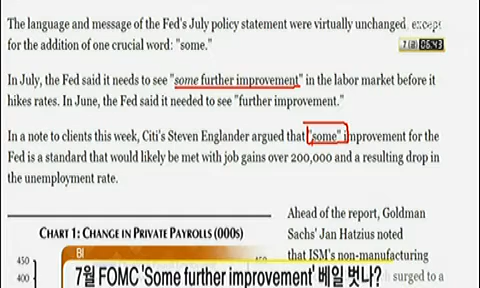 The language and message of the Fed's July policy statement were virtually unchanged, except
for the addition of one crucial word: "some."
7 (금) 06:43
In July, the Fed said it needs to see "some further improvement" in the labor market before it
hikes rates. In June, the Fed said it needed to see "further improvement."
In a note to clients this week, Citi's Steven Englander argued that "some" improvement for the
Fed is a standard that would likely be met with job gains over 200,000 and a resulting drop in
the unemployment rate.
CHART 1: CHANGE IN PRIVATE PAYROLLS (000s)
450
400
450
Ahead of the report, Goldman
Sachs' Jan Hatzius noted
that ISM's non-manufacturing
surged to a
BI
7월 FOMC 'Some further improvement' 베일 벗나?